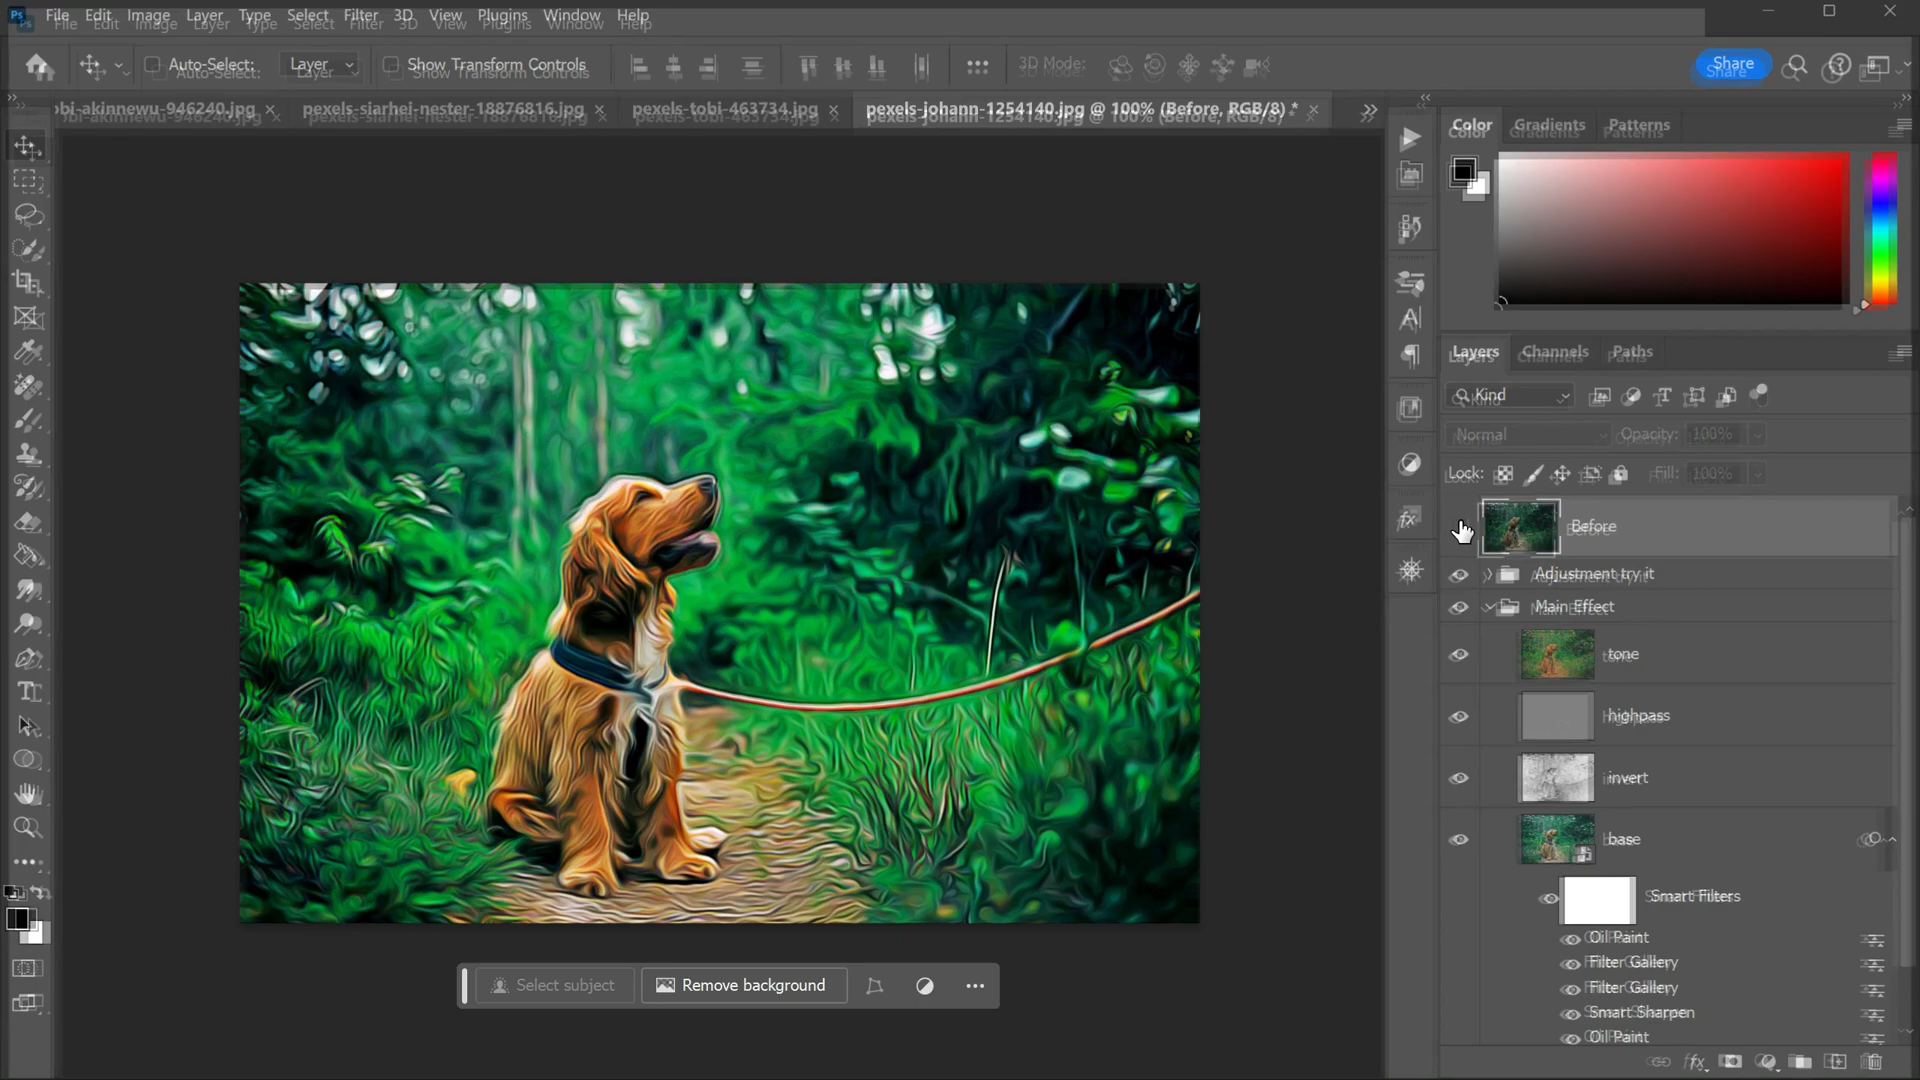 Ps File Edit Image Layer Type Select Filter 3D View Plugins Window Help
Auto-Select: Layer Show Transform Controls 3D Mode: Share
obi-akinnewu-946240.jpg pexels-siarhei-nester-18876816.jpg pexels-tobi-463734.jpg pexels-johann-1254140.jpg @ 100% (Before, RGB/8) *
Color Gradients Patterns
Layers Channels Paths
Kind
Normal Opacity: 100%
Lock: Fill: 100%
Before
Adjustment try it
Main Effect
tone
highpass
invert
base
Smart Filters
Oil Paint
Filter Gallery
Filter Gallery
Smart Sharpen
Oil Paint
Select subject Remove background